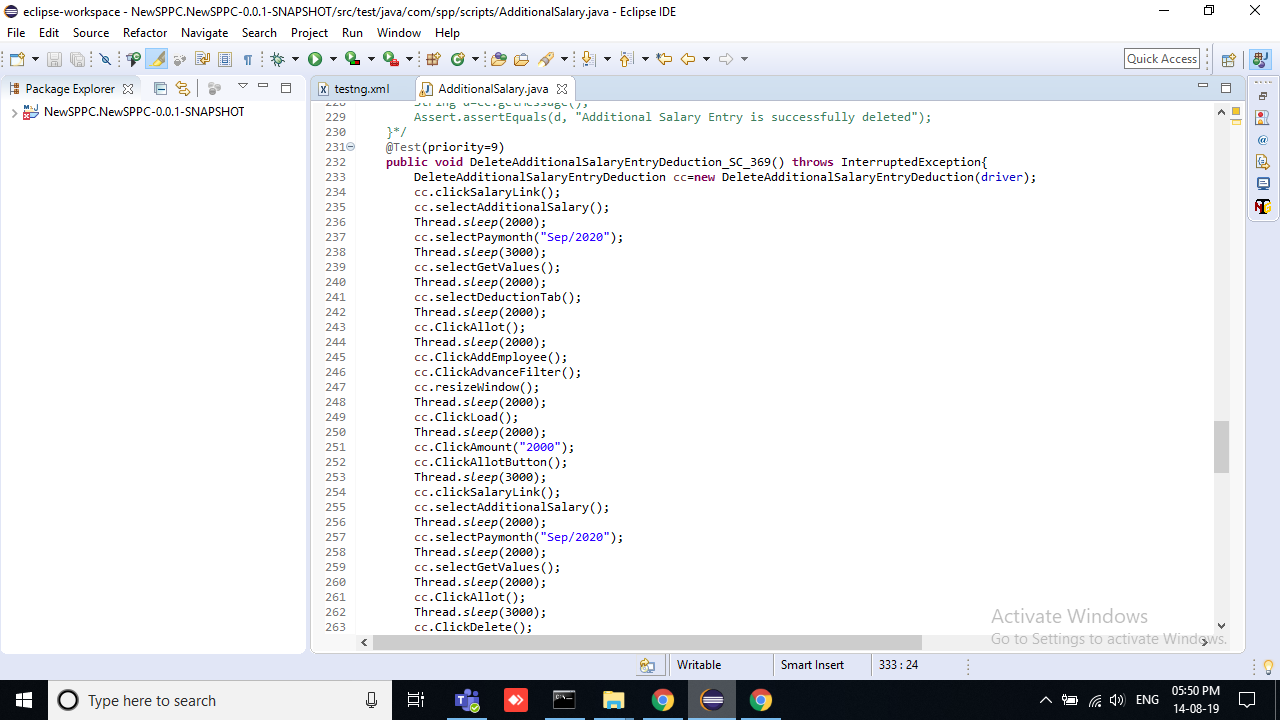 eclipse-workspace - NewSPPC.NewSPPC-0.0.1-SNAPSHOT/src/test/java/com/spp/scripts/AdditionalSalary.java - Eclipse IDE
File Edit Source Refactor Navigate Search Project Run Window Help
Quick Access
Package Explorer
testng.xml
AdditionalSalary.java
NewSPPC.NewSPPC-0.0.1-SNAPSHOT
228 String d=cc.getMessage();
229 Assert.assertEquals(d, "Additional Salary Entry is successfully deleted");
230 }*/
231 @Test(priority=9)
232 public void DeleteAdditionalSalaryEntryDeduction_SC_369() throws InterruptedException{
233 DeleteAdditionalSalaryEntryDeduction cc=new DeleteAdditionalSalaryEntryDeduction(driver);
234 cc.clickSalaryLink();
235 cc.selectAdditionalSalary();
236 Thread.sleep(2000);
237 cc.selectPaymonth("Sep/2020");
238 Thread.sleep(3000);
239 cc.selectGetValues();
240 Thread.sleep(2000);
241 cc.selectDeductionTab();
242 Thread.sleep(2000);
243 cc.ClickAllot();
244 Thread.sleep(2000);
245 cc.ClickAddEmployee();
246 cc.ClickAdvanceFilter();
247 cc.resizeWindow();
248 Thread.sleep(2000);
249 cc.ClickLoad();
250 Thread.sleep(2000);
251 cc.ClickAmount("2000");
252 cc.ClickAllotButton();
253 Thread.sleep(3000);
254 cc.clickSalaryLink();
255 cc.selectAdditionalSalary();
256 Thread.sleep(2000);
257 cc.selectPaymonth("Sep/2020");
258 Thread.sleep(2000);
259 cc.selectGetValues();
260 Thread.sleep(2000);
261 cc.ClickAllot();
262 Thread.sleep(3000);
263 cc.ClickDelete();
Activate Windows
Go to Settings to activate Windows.
Writable Smart Insert 333 : 24
Type here to search
ENG
05:50 PM
14-08-19